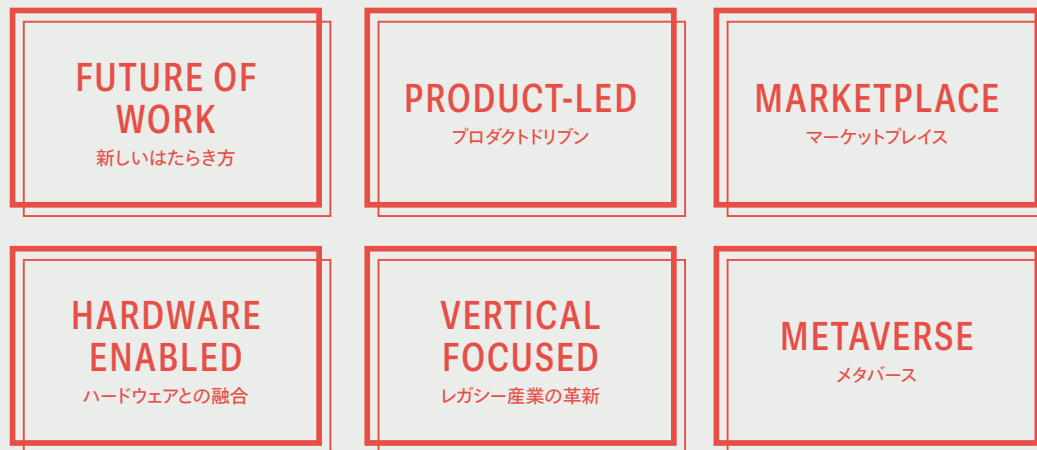 FUTURE OF
WORK
新しいはたらき方
PRODUCT-LED
プロダクトドリブン
MARKETPLACE
マーケットプレイス
HARDWARE
ENABLED
ハードウェアとの融合
VERTICAL
FOCUSED
レガシー産業の革新
METAVERSE
メタバース